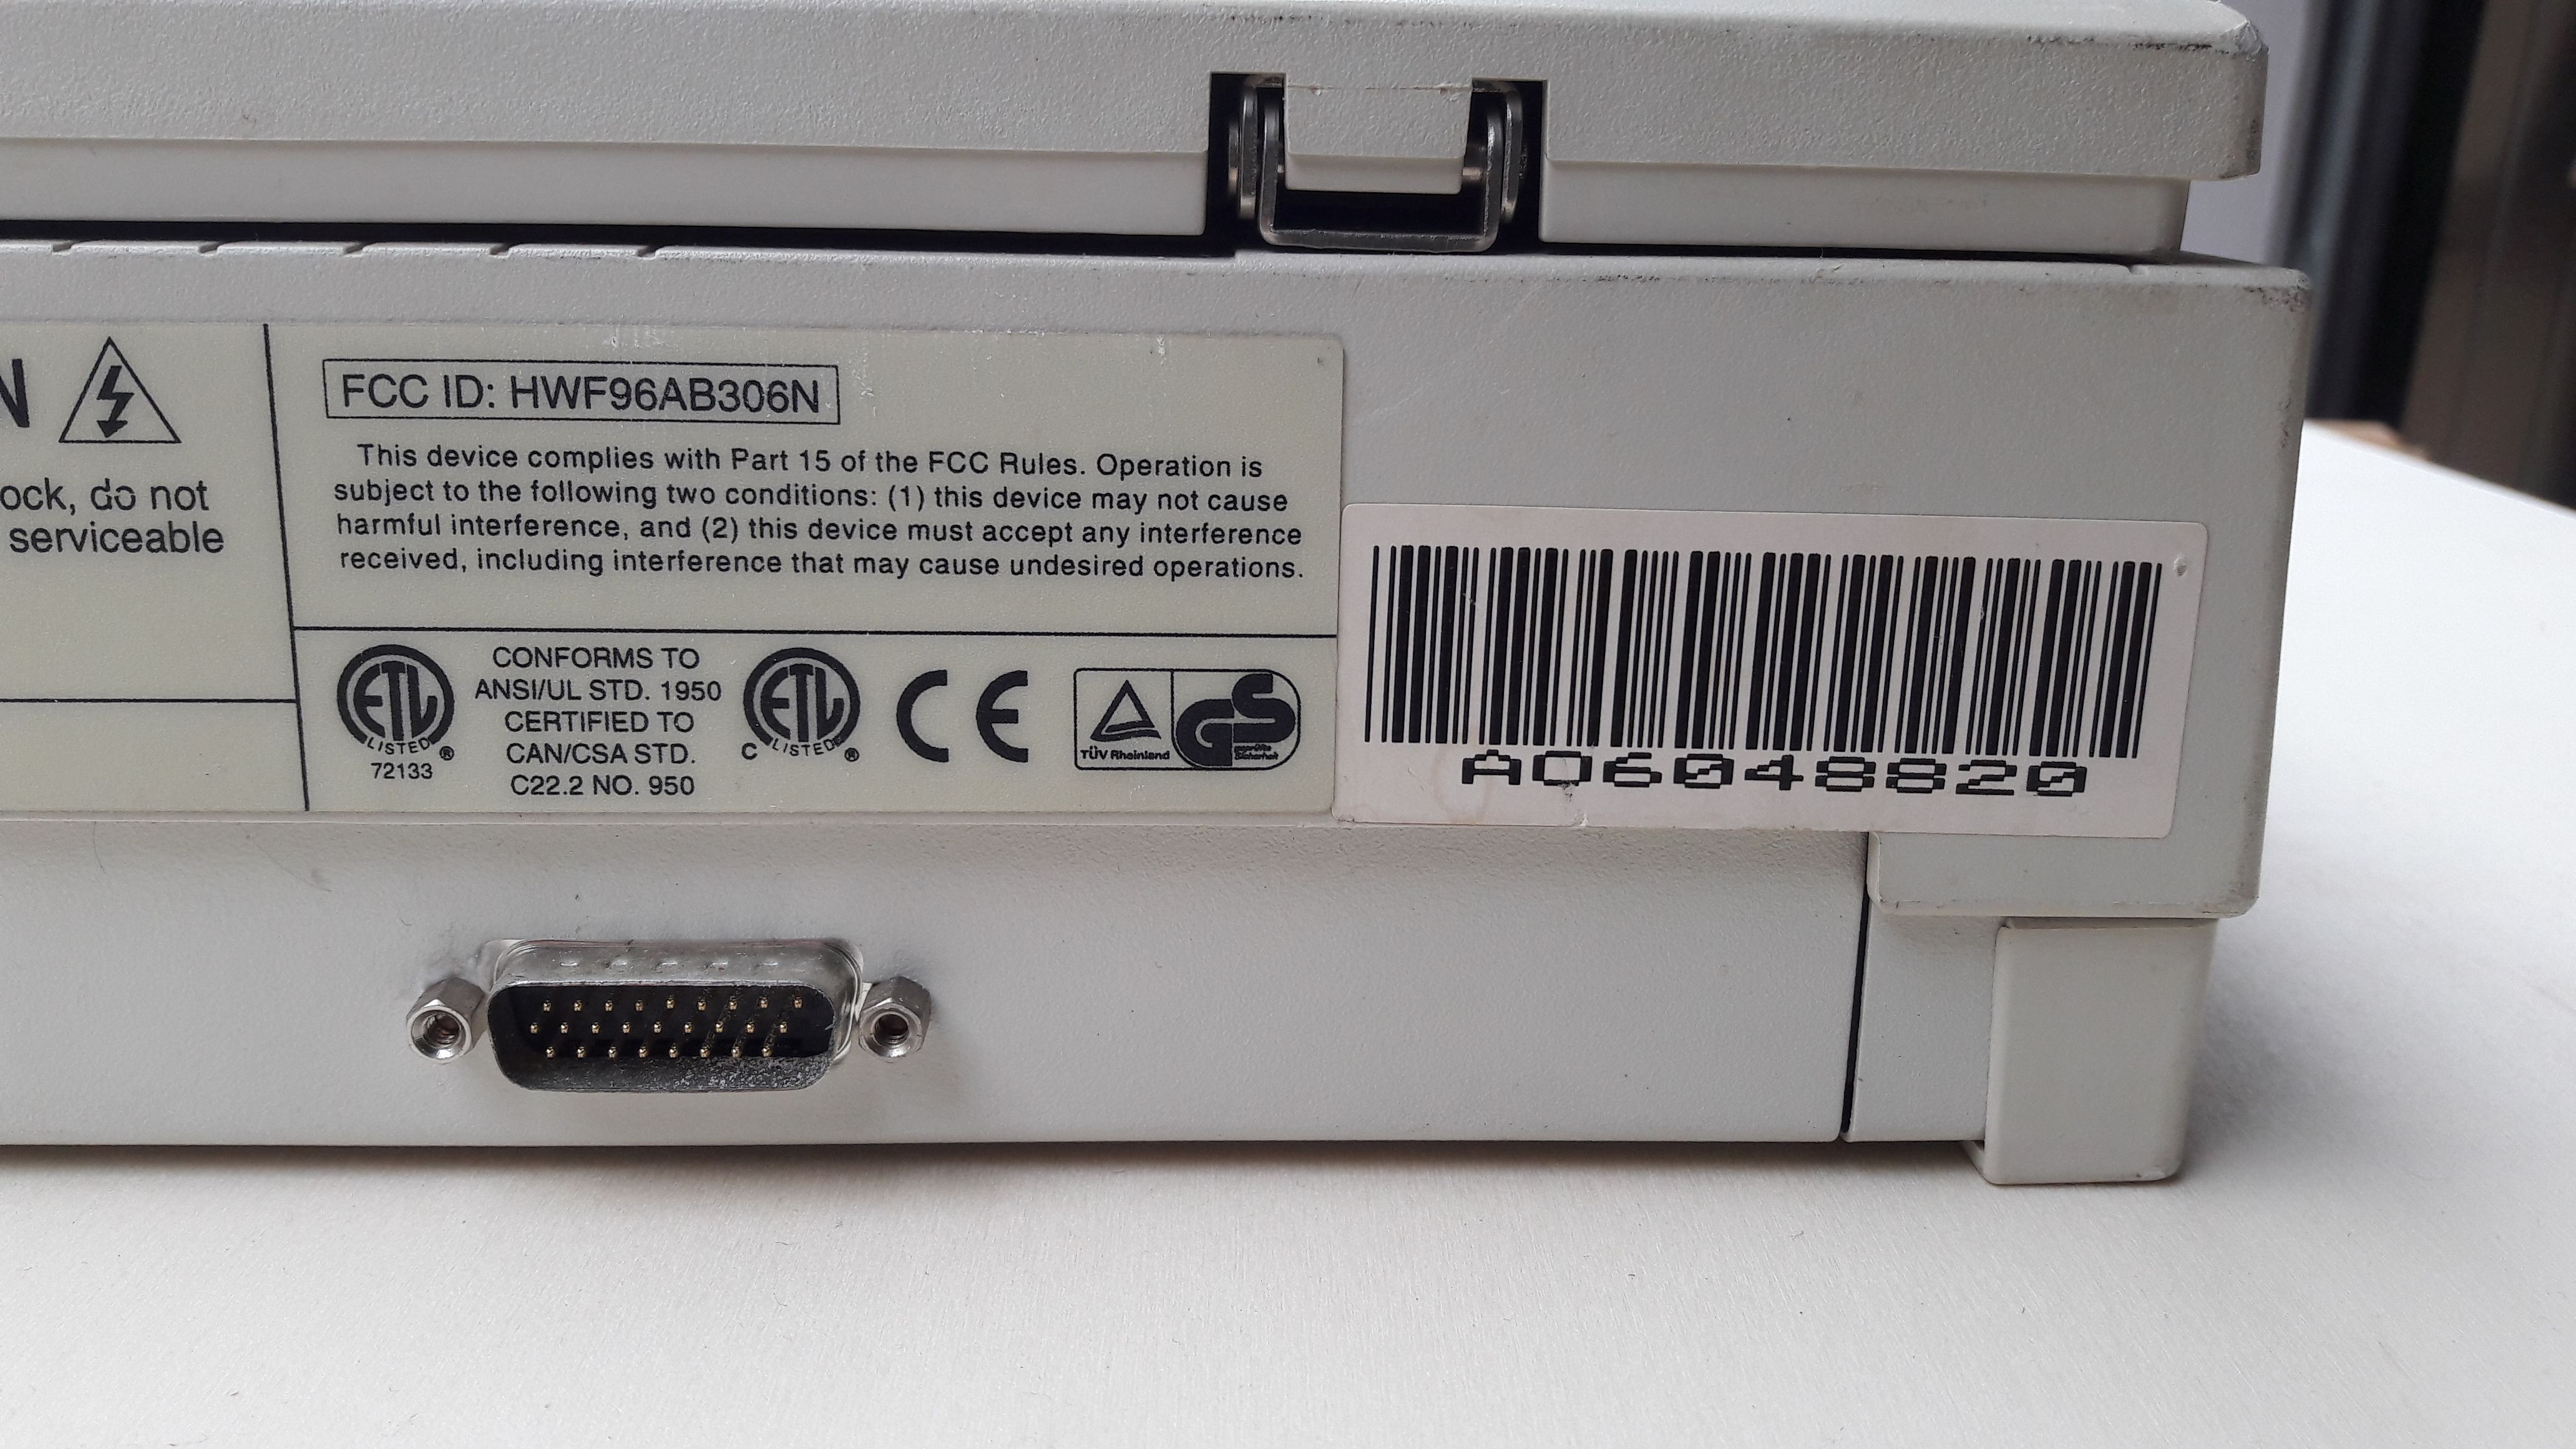 N
ock, do not
serviceable
FCC ID: HWF96AB306N
This device complies with Part 15 of the FCC Rules. Operation is
subject to the following two conditions: (1) this device may not cause
harmful interference, and (2) this device must accept any interference
received, including interference that may cause undesired operations.
ETL
LISTED
®
72133
CONFORMS TO
ANSI/UL STD. 1950
CERTIFIED TO
CAN/CSA STD.
C22.2 NO. 950
ETL
C LISTED ®
CE
TÜV Rheinland
GS
geprüfte
Sicherheit
A06048820